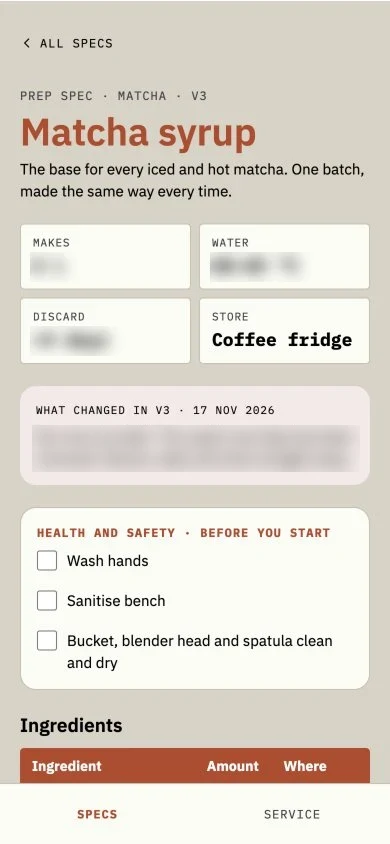 < ALL SPECS
PREP SPEC · MATCHA · V3
Matcha syrup
The base for every iced and hot matcha. One batch,
made the same way every time.
MAKES
WATER
DISCARD
STORE
Coffee fridge
WHAT CHANGED IN V3 · 17 NOV 2026
HEALTH AND SAFETY · BEFORE YOU START
Wash hands
Sanitise bench
Bucket, blender head and spatula clean
and dry
Ingredients
Ingredient Amount Where
SPECS SERVICE